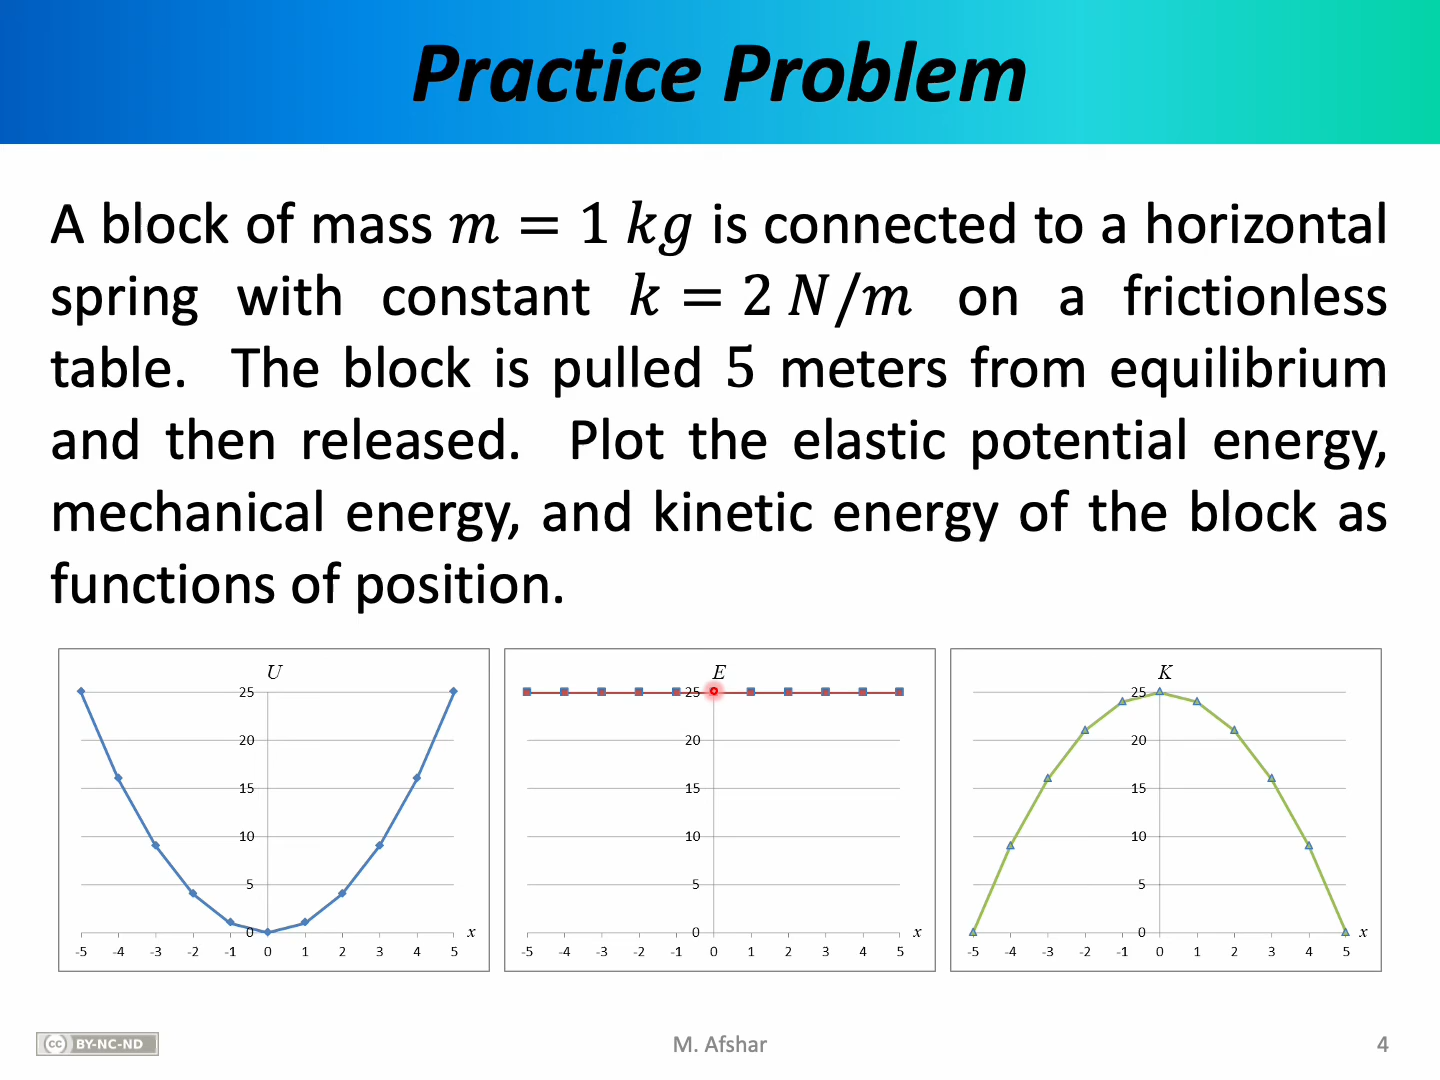 Practice Problem
A block of mass m = 1 kg is connected to a horizontal
spring with constant k = 2 N/m on a frictionless
table. The block is pulled 5 meters from equilibrium
and then released. Plot the elastic potential energy,
mechanical energy, and kinetic energy of the block as
functions of position.
U
25
20
15
10
5
0
x
-5 -4 -3 -2 -1 0 1 2 3 4 5
E
25
20
15
10
5
0
x
-5 -4 -3 -2 -1 0 1 2 3 4 5
K
25
20
15
10
5
0
x
-5 -4 -3 -2 -1 0 1 2 3 4 5
cc BY-NC-ND
M. Afshar
4